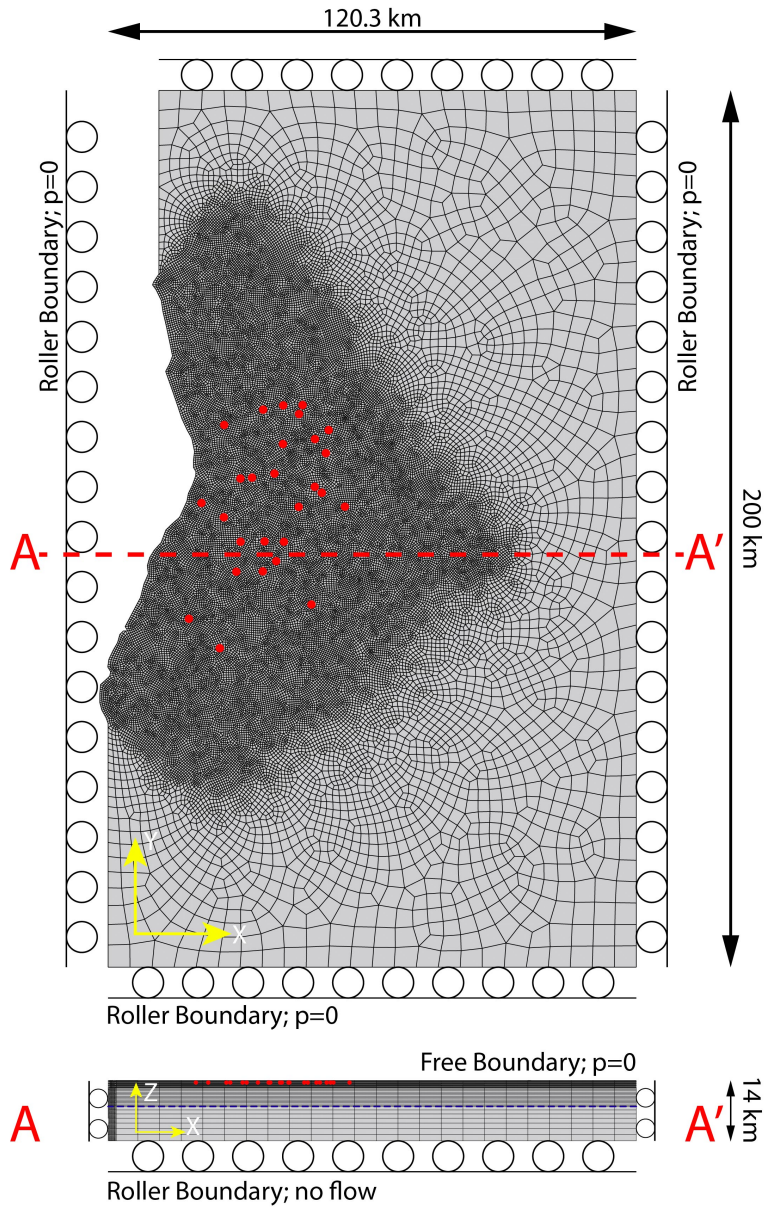 120.3 km
Roller Boundary; p=0
Roller Boundary; p=0
A
A'
200 km
Y
X
Roller Boundary; p=0
Free Boundary; p=0
A
Z
X
A'
14 km
Roller Boundary; no flow